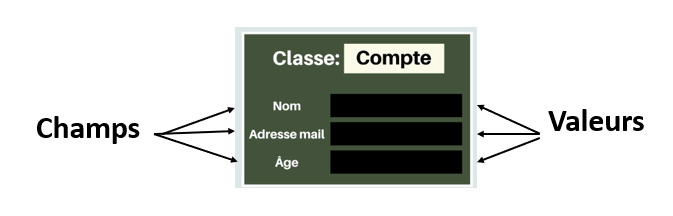 Classe: Compte
Nom
Adresse mail
Âge
Champs
Valeurs